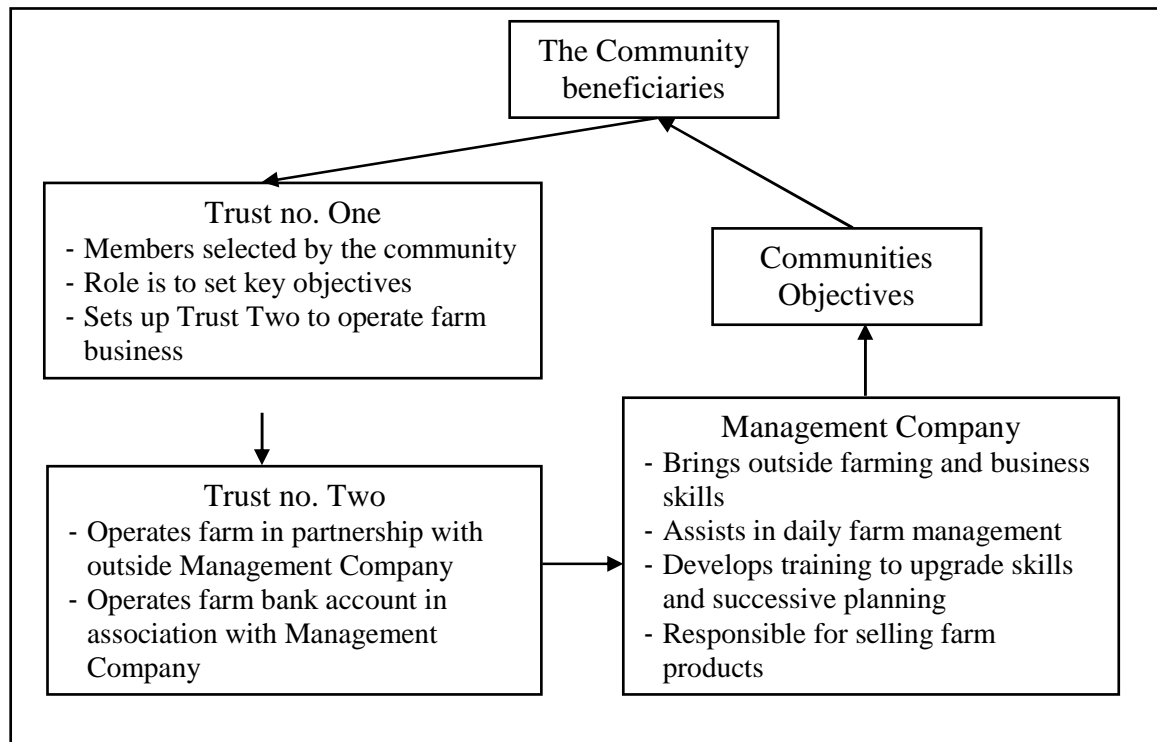 The Community
beneficiaries
Trust no. One
- Members selected by the community
- Role is to set key objectives
- Sets up Trust Two to operate farm
business
Communities
Objectives
Trust no. Two
- Operates farm in partnership with
outside Management Company
- Operates farm bank account in
association with Management
Company
Management Company
- Brings outside farming and business
skills
- Assists in daily farm management
- Develops training to upgrade skills
and successive planning
- Responsible for selling farm
products